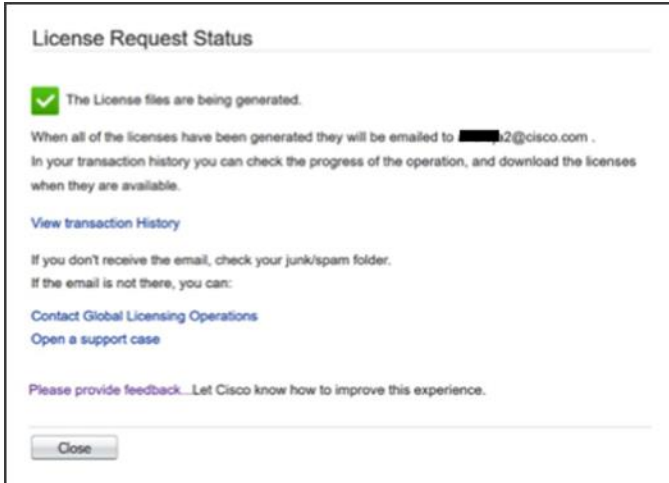 License Request Status
The License files are being generated.
When all of the licenses have been generated they will be emailed to a2@cisco.com .
In your transaction history you can check the progress of the operation, and download the licenses
when they are available.
View transaction History
If you don't receive the email, check your junk/spam folder.
If the email is not there, you can:
Contact Global Licensing Operations
Open a support case
Please provide feedback...Let Cisco know how to improve this experience.
Close